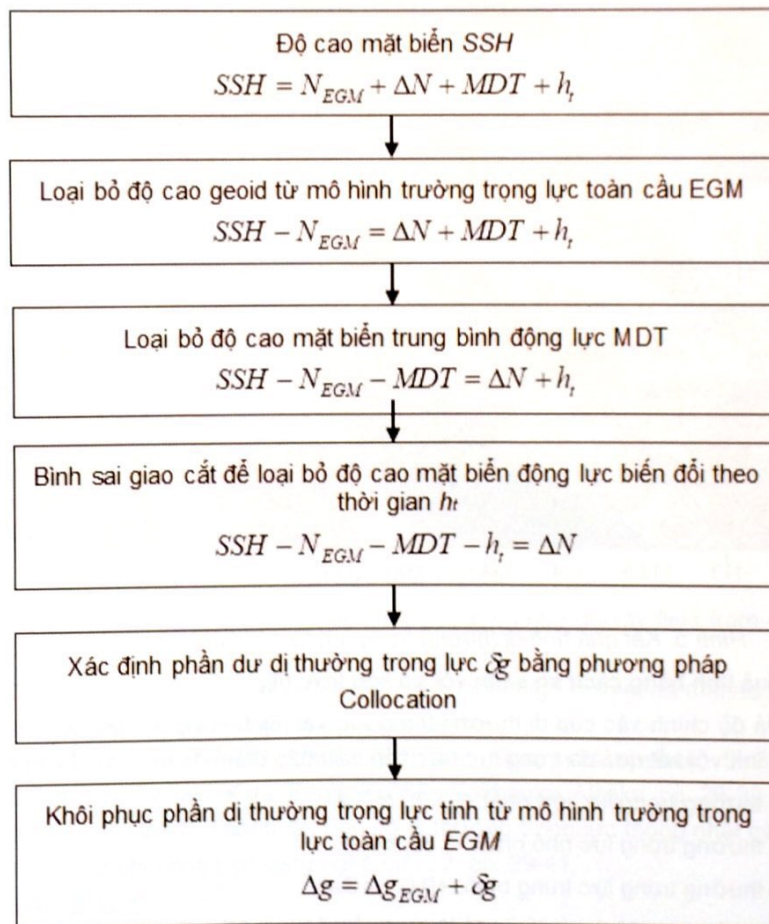 Độ cao mặt biển SSH
SSH = N_EGM + ΔN + MDT + h_t
Loại bỏ độ cao geoid từ mô hình trường trọng lực toàn cầu EGM
SSH − N_EGM = ΔN + MDT + h_t
Loại bỏ độ cao mặt biển trung bình động lực MDT
SSH − N_EGM − MDT = ΔN + h_t
Bình sai giao cắt để loại bỏ độ cao mặt biển động lực biến đổi theo
thời gian h_t
SSH − N_EGM − MDT − h_t = ΔN
Xác định phần dư dị thường trọng lực δg bằng phương pháp
Collocation
Khôi phục phần dị thường trọng lực tính từ mô hình trường trọng
lực toàn cầu EGM
Δg = Δg_EGM + δg